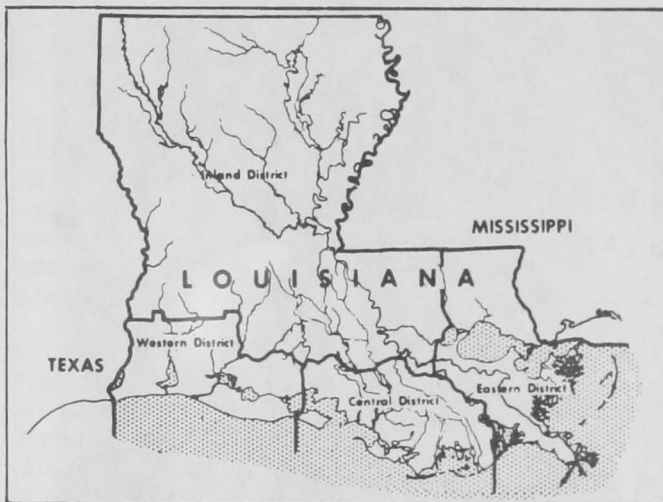 Inland District
MISSISSIPPI
LOUISIANA
Western District
TEXAS
Eastern District
Central District